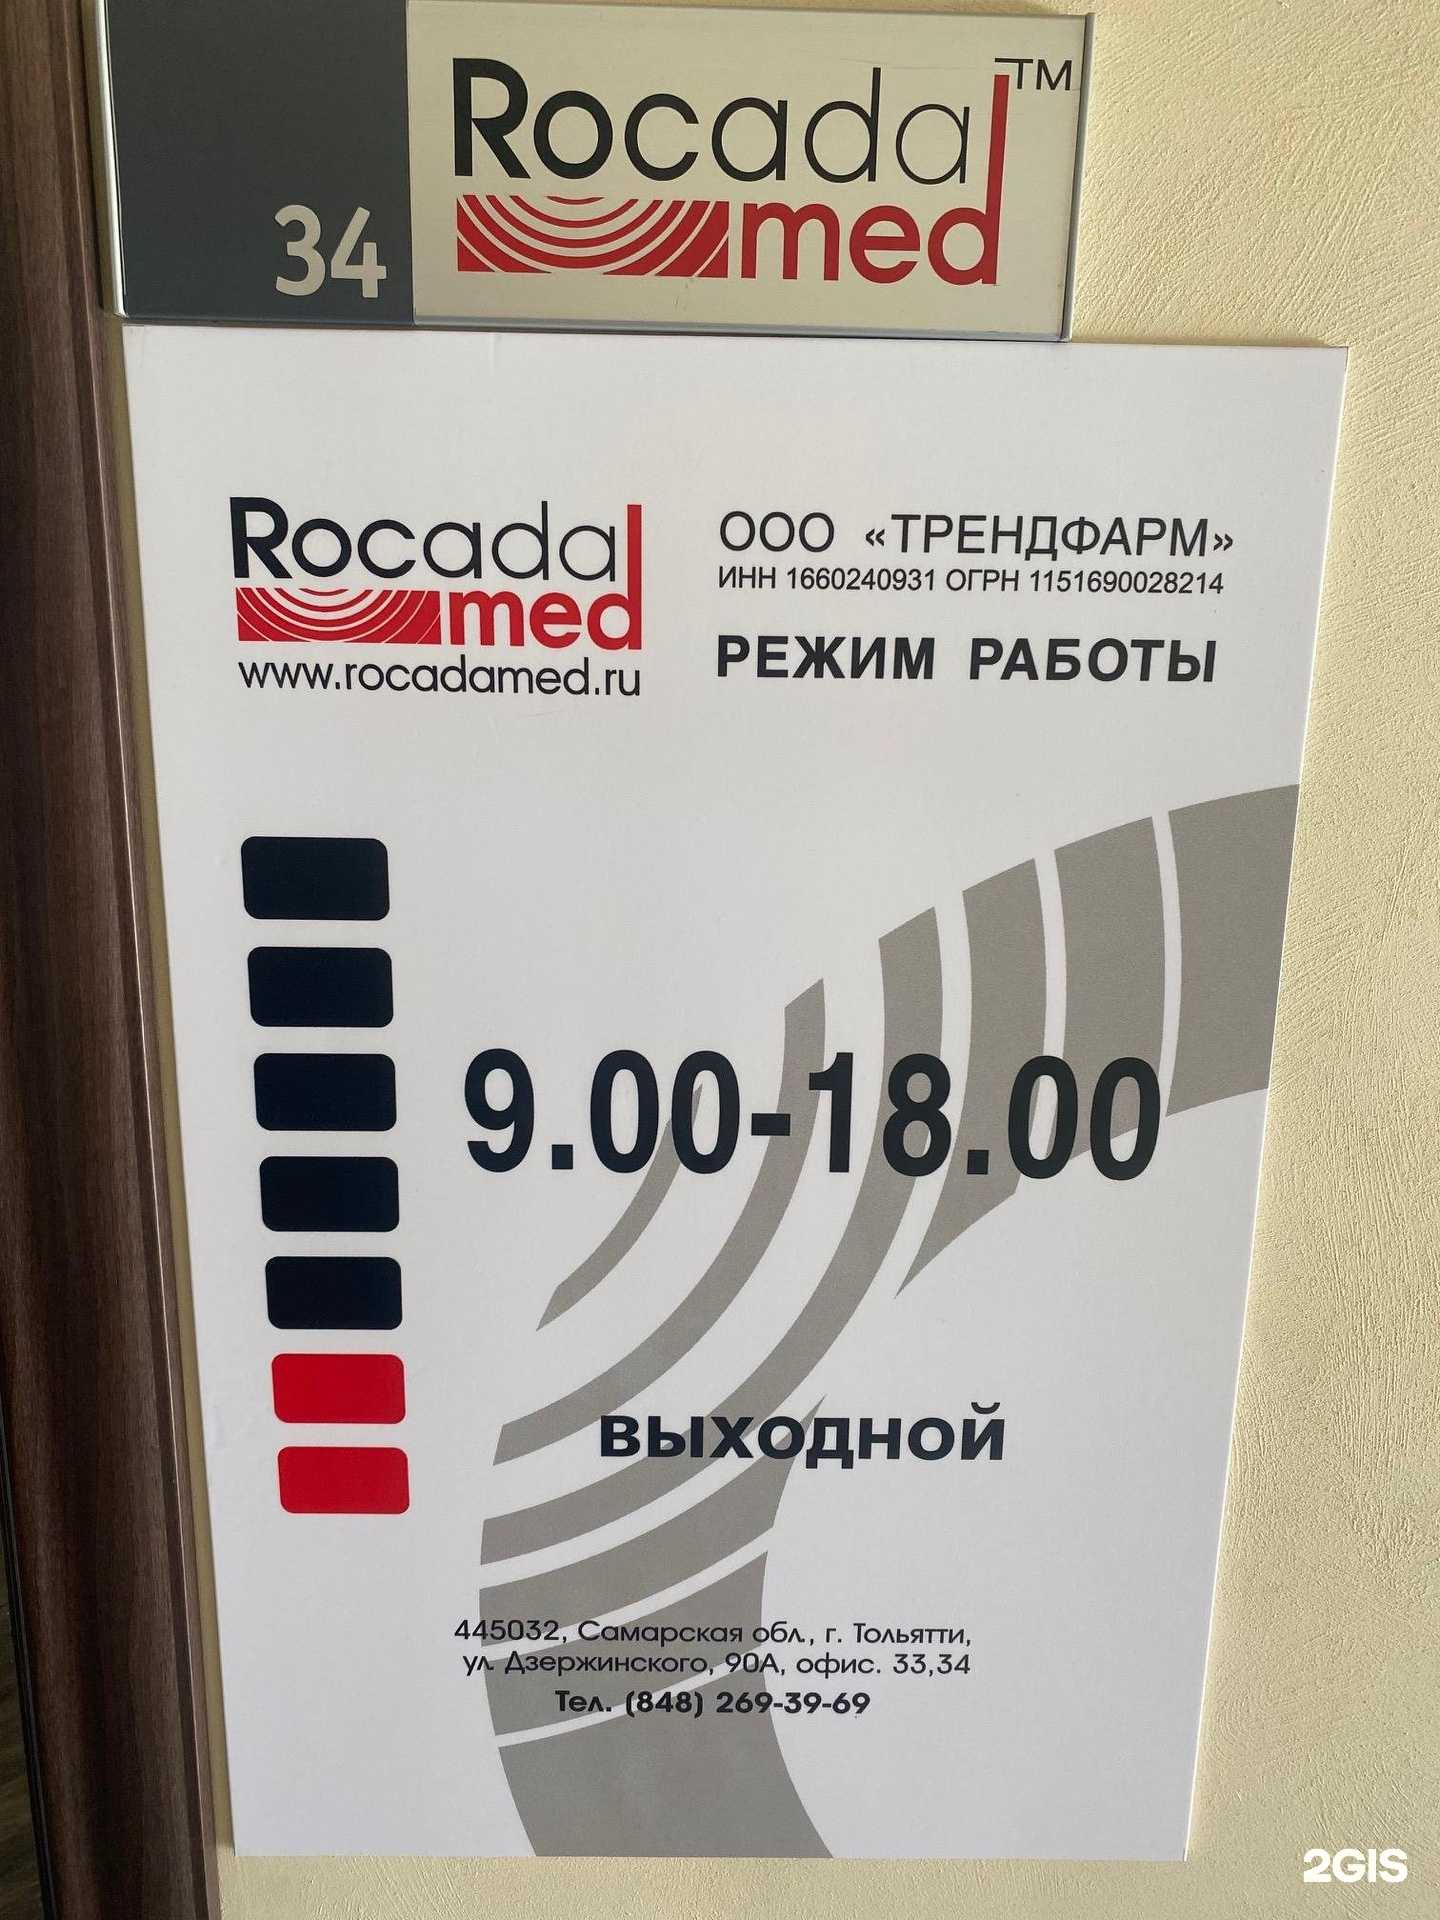 34
Rocada™
med
Rocada
med
www.rocadamed.ru
ООО «ТРЕНДФАРМ»
ИНН 1660240931 ОГРН 1151690028214
РЕЖИМ РАБОТЫ
9.00-18.00
ВЫХОДНОЙ
445032, Самарская обл., г. Тольятти,
ул. Дзержинского, 90А, офис. 33,34
Тел. (848) 269-39-69
2GIS